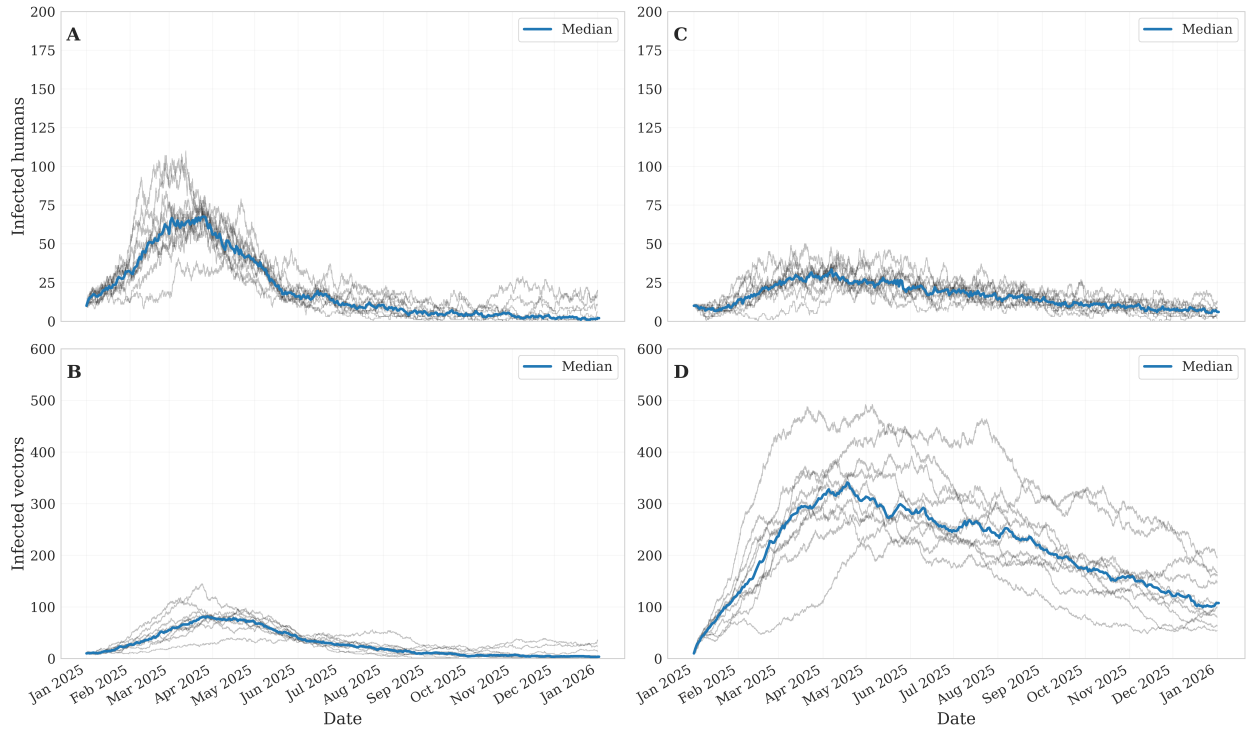 A
Median
200
175
150
125
100
75
50
25
0
Infected humans
C
Median
200
175
150
125
100
75
50
25
0
B
Median
600
500
400
300
200
100
0
Infected vectors
Jan 2025
Feb 2025
Mar 2025
Apr 2025
May 2025
Jun 2025
Jul 2025
Aug 2025
Sep 2025
Oct 2025
Nov 2025
Dec 2025
Jan 2026
Date
D
Median
600
500
400
300
200
100
0
Jan 2025
Feb 2025
Mar 2025
Apr 2025
May 2025
Jun 2025
Jul 2025
Aug 2025
Sep 2025
Oct 2025
Nov 2025
Dec 2025
Jan 2026
Date